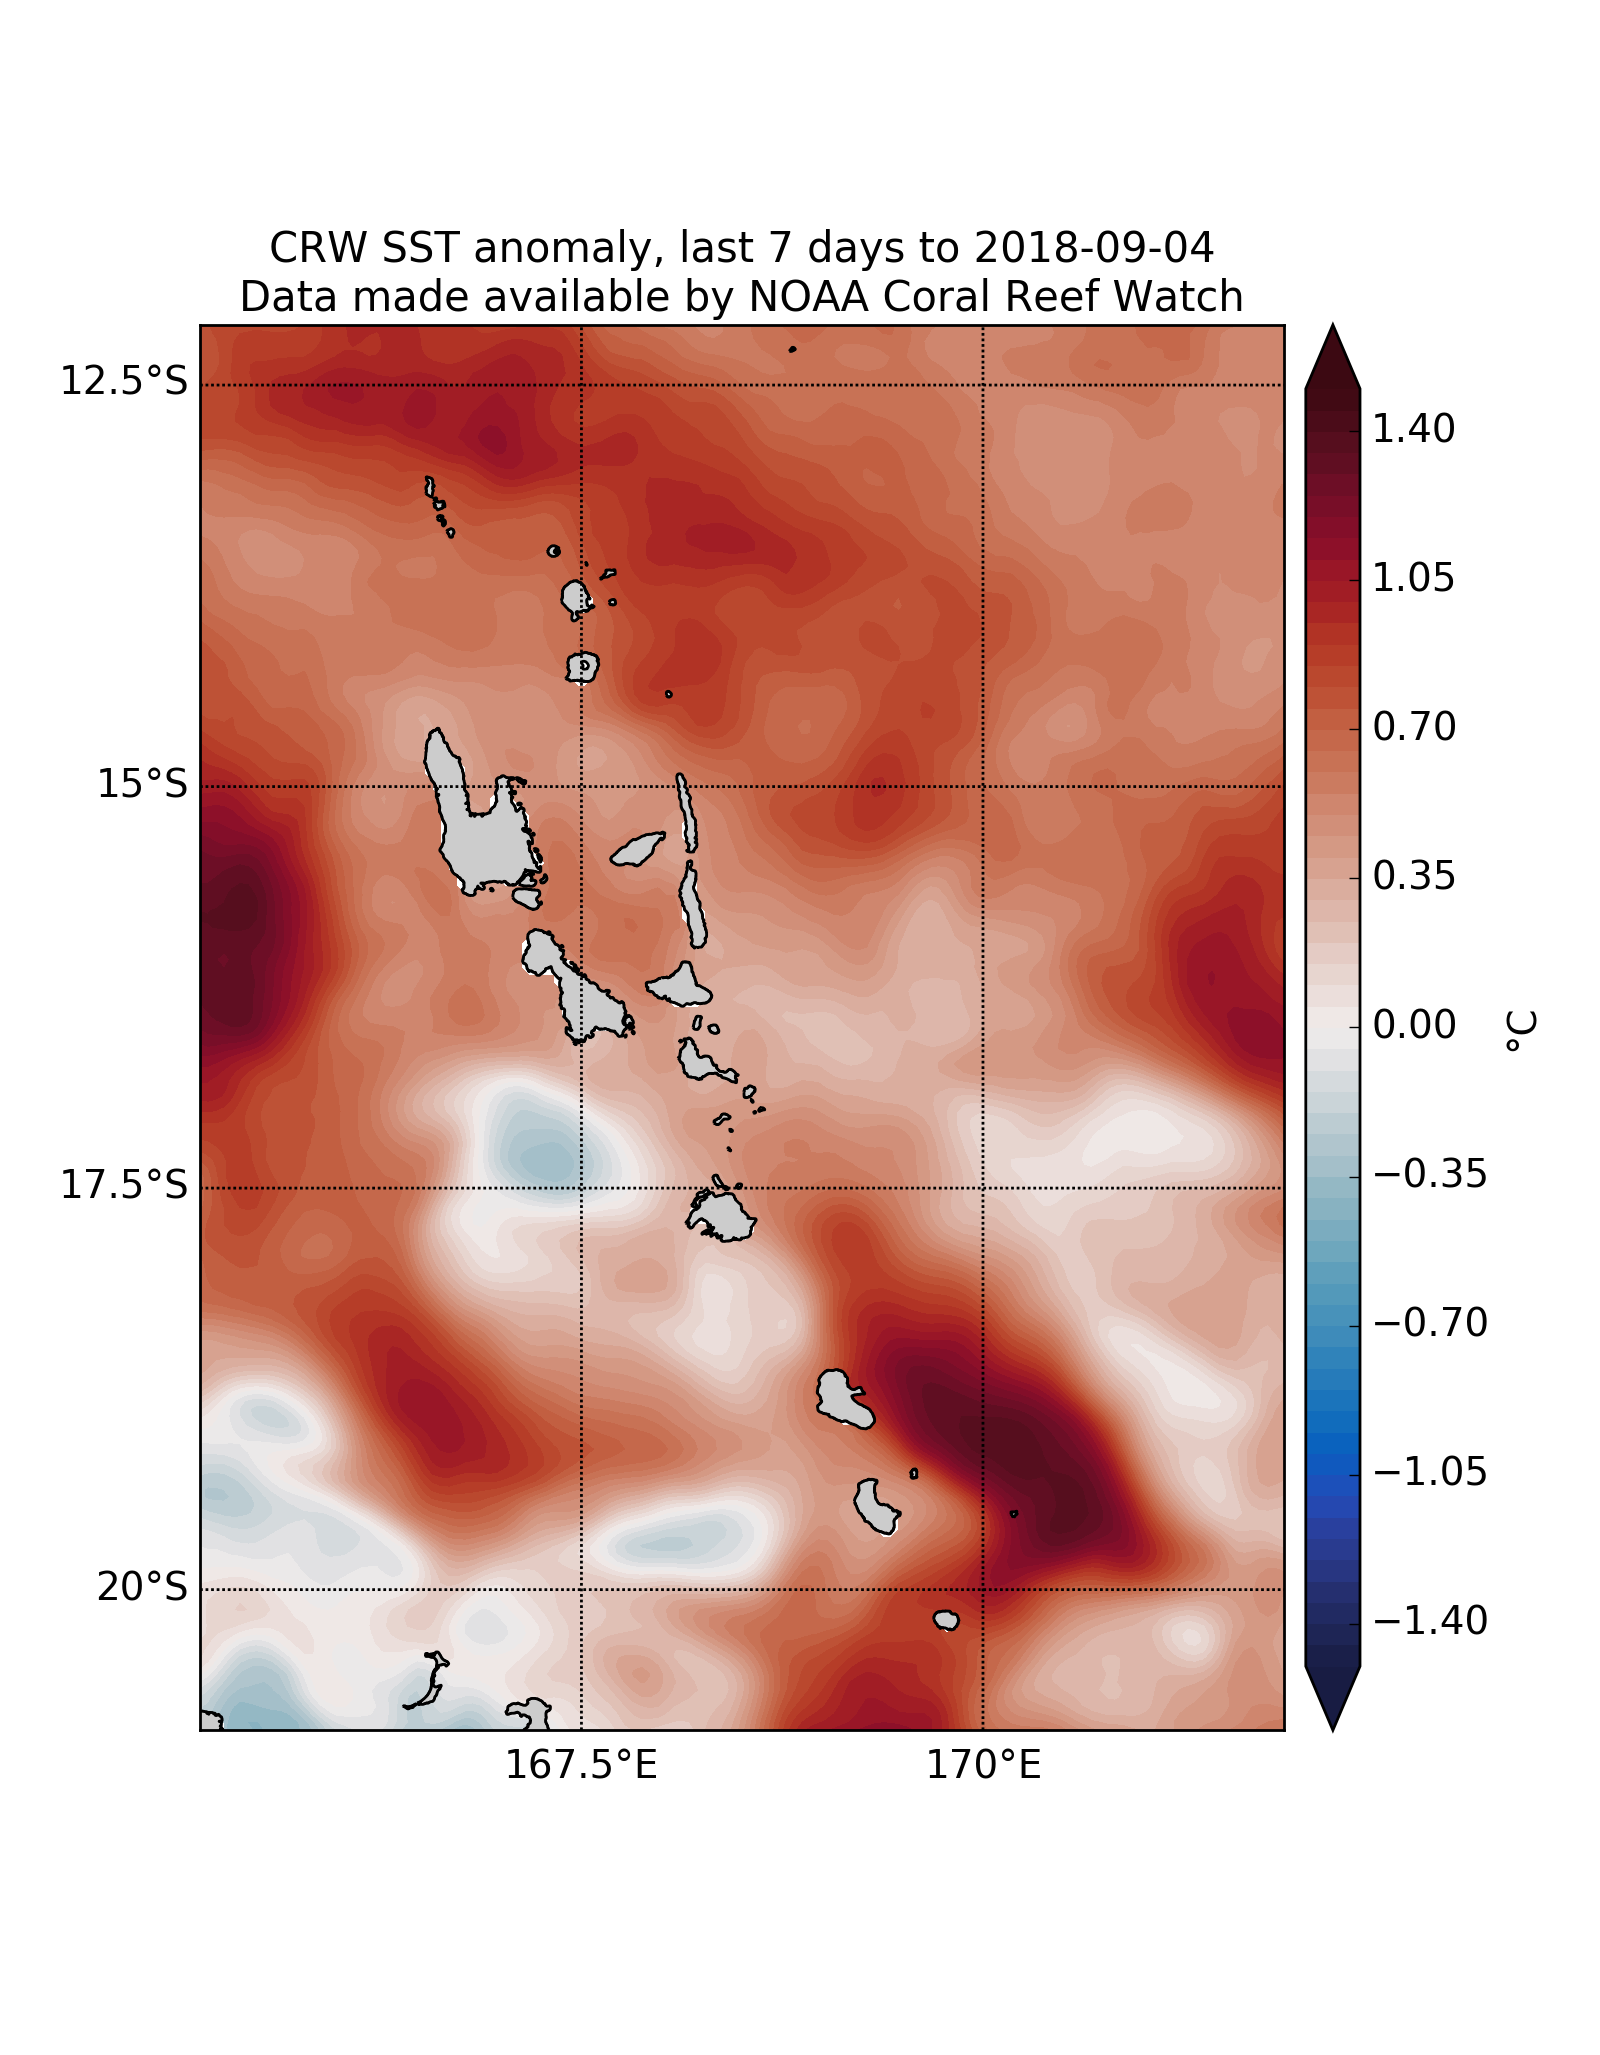 CRW SST anomaly, last 7 days to 2018-09-04
Data made available by NOAA Coral Reef Watch
12.5°S
15°S
17.5°S
20°S
167.5°E
170°E
1.40
1.05
0.70
0.35
0.00
−0.35
−0.70
−1.05
−1.40
°C